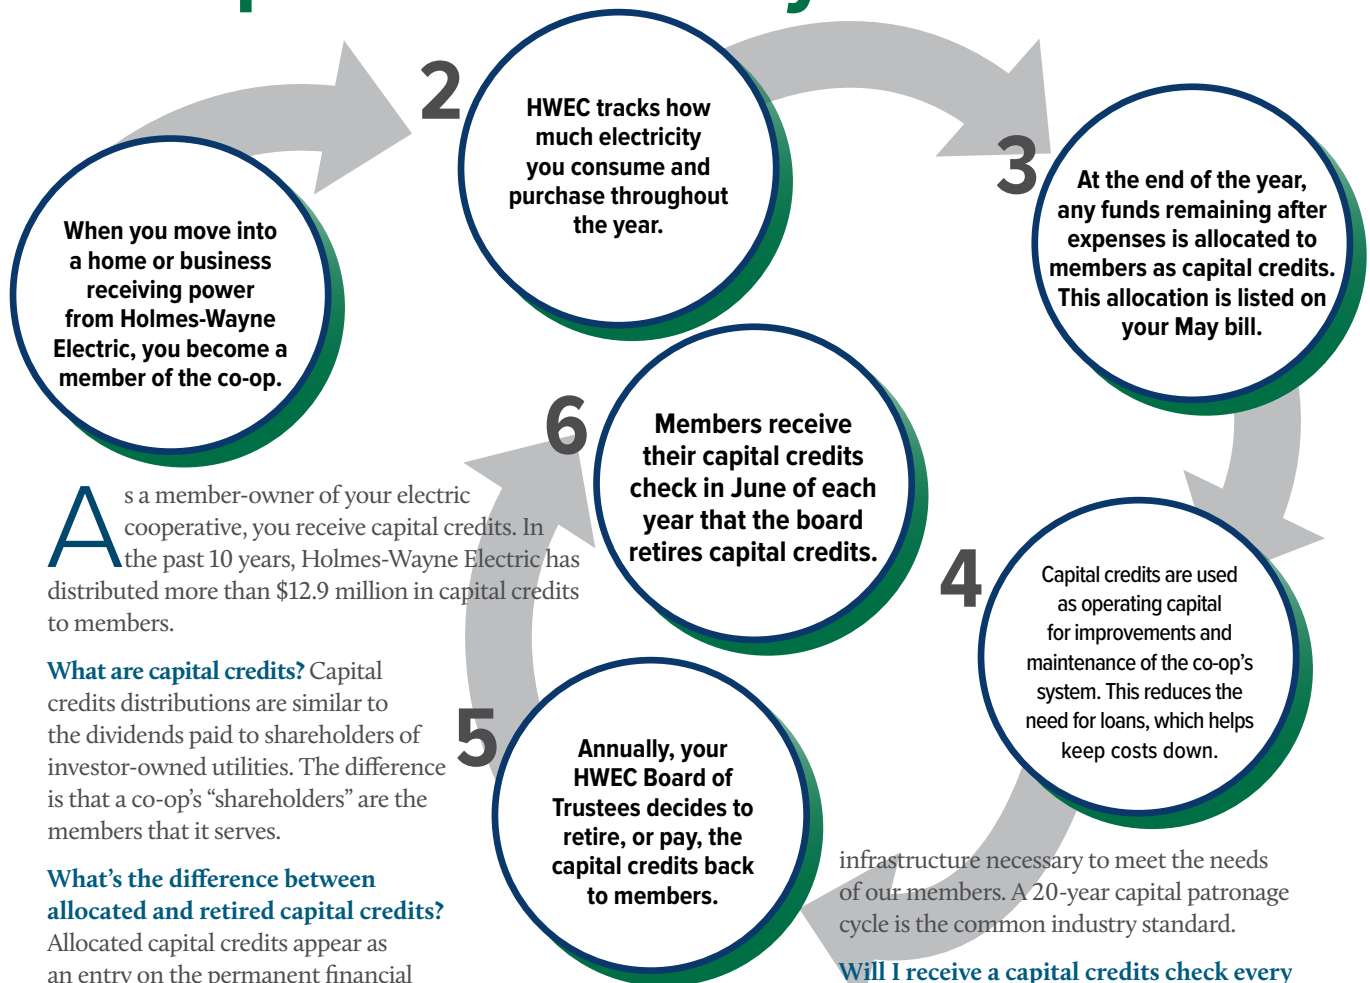 When you move into
a home or business
receiving power
from Holmes-Wayne
Electric, you become a
member of the co-op.
2
HWEC tracks how
much electricity
you consume and
purchase throughout
the year.
3
At the end of the year,
any funds remaining after
expenses is allocated to
members as capital credits.
This allocation is listed on
your May bill.
4
Capital credits are used
as operating capital
for improvements and
maintenance of the co-op's
system. This reduces the
need for loans, which helps
keep costs down.
5
Annually, your
HWEC Board of
Trustees decides to
retire, or pay, the
capital credits back
to members.
6
Members receive
their capital credits
check in June of each
year that the board
retires capital credits.
As a member-owner of your electric
cooperative, you receive capital credits. In
the past 10 years, Holmes-Wayne Electric has
distributed more than $12.9 million in capital credits
to members.
What are capital credits? Capital
credits distributions are similar to
the dividends paid to shareholders of
investor-owned utilities. The difference
is that a co-op's “shareholders” are the
members that it serves.
What's the difference between
allocated and retired capital credits?
Allocated capital credits appear as
an entry on the permanent financial
infrastructure necessary to meet the needs
of our members. A 20-year capital patronage
cycle is the common industry standard.
Will I receive a capital credits check every